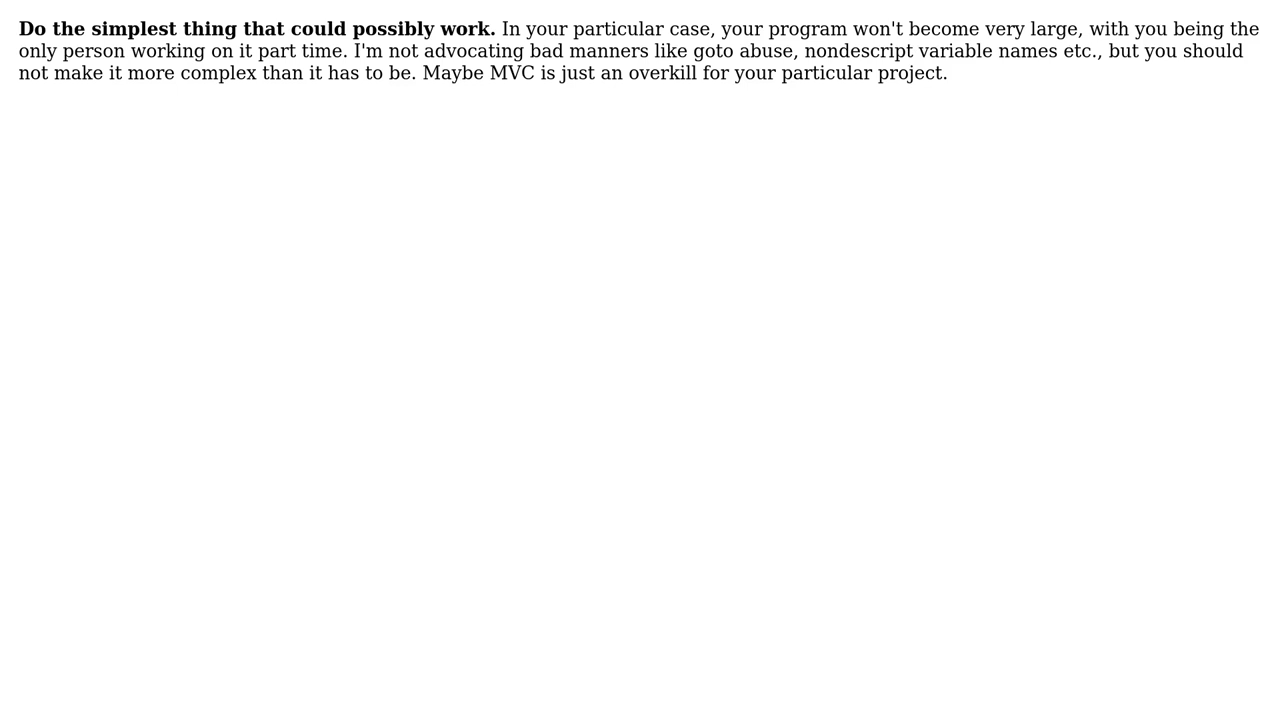 Do the simplest thing that could possibly work. In your particular case, your program won't become very large, with you being the
only person working on it part time. I'm not advocating bad manners like goto abuse, nondescript variable names etc., but you should
not make it more complex than it has to be. Maybe MVC is just an overkill for your particular project.